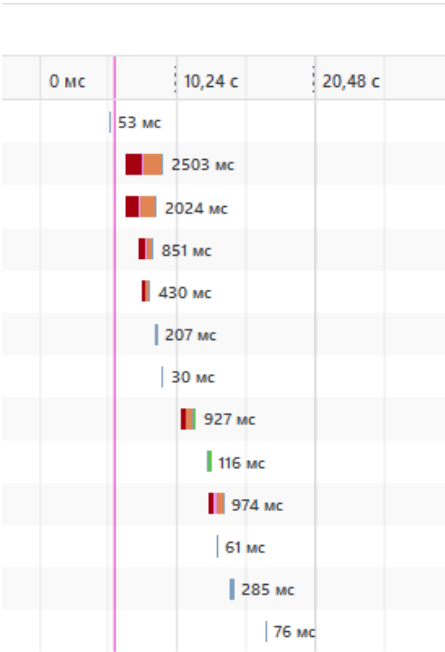 0 мс 10,24 с 20,48 с
53 мс
2503 мс
2024 мс
851 мс
430 мс
207 мс
30 мс
927 мс
116 мс
974 мс
61 мс
285 мс
76 мс